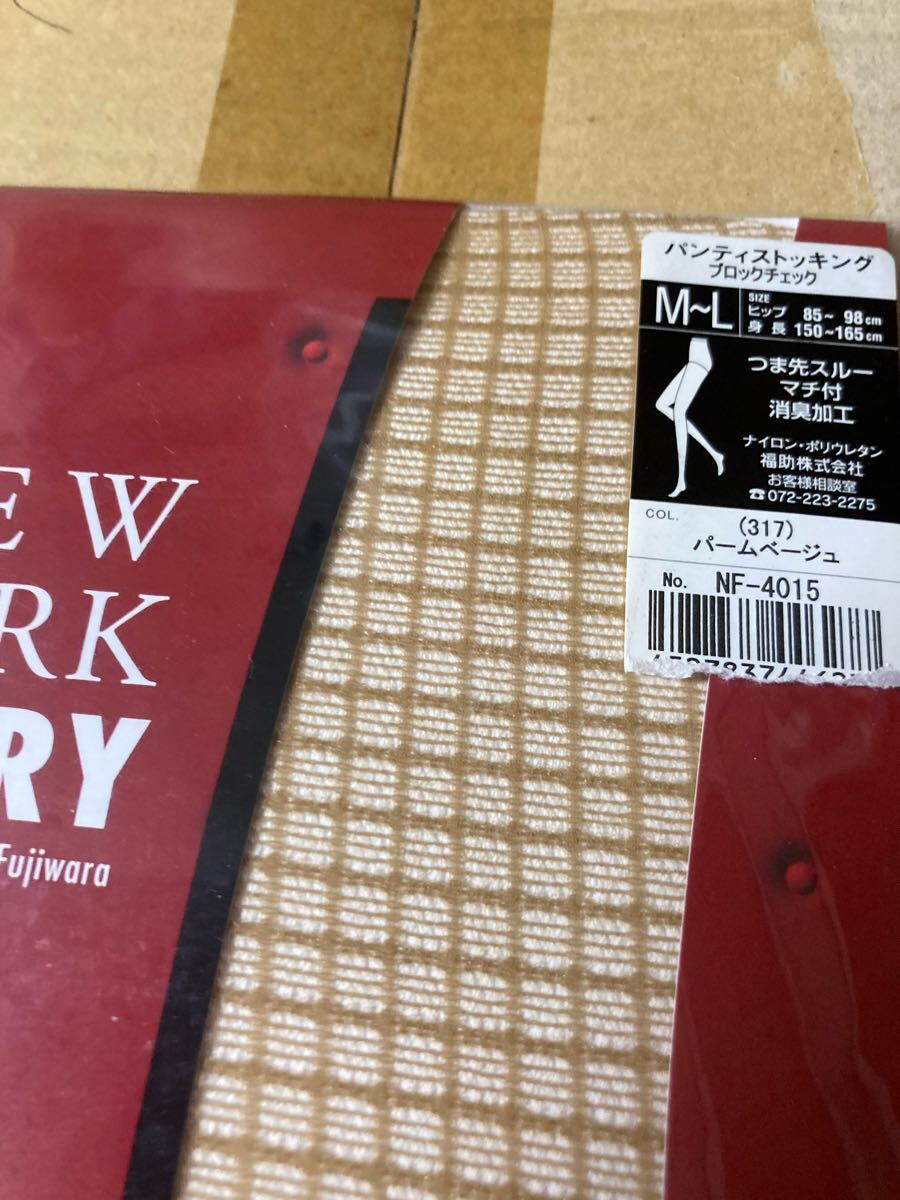 EW
RK
RY
Fujiwara
パンティストッキング
ブロックチェック
M~L
SIZE
ヒップ 85~ 98cm
身長 150~165cm
つま先スルー
マチ付
消臭加工
ナイロン・ポリウレタン
福助株式会社
お客様相談室
☎072-223-2275
COL.
(317)
パームベージュ
No. NF-4015